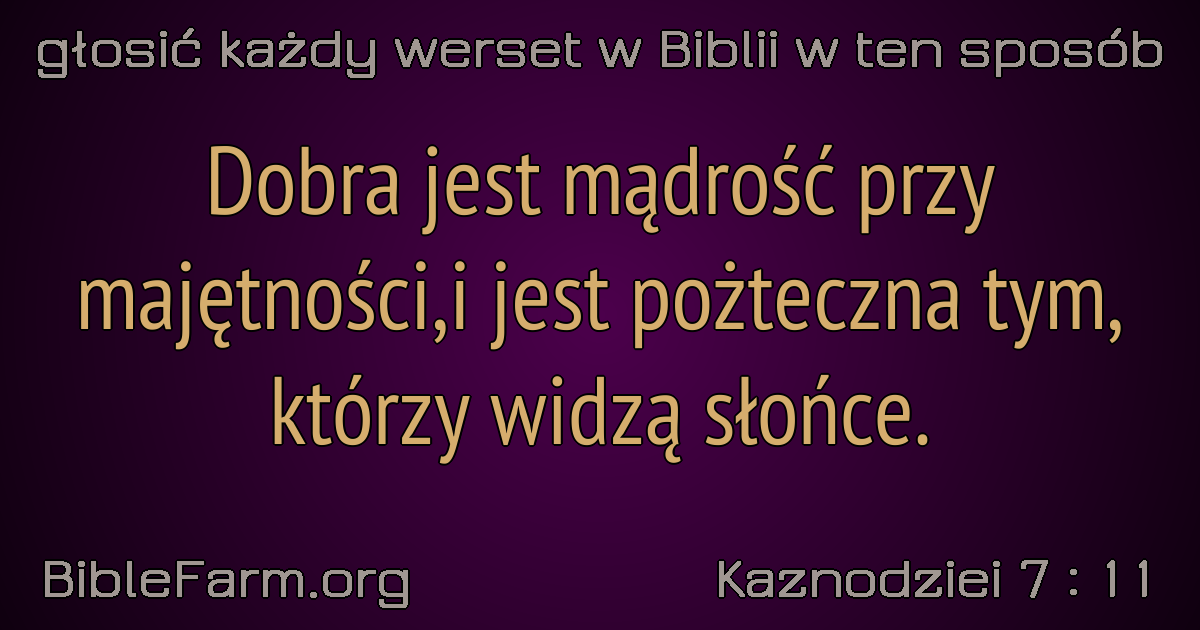 głosić każdy werset w Biblii w ten sposób
Dobra jest mądrość przy
majętności,i jest pożteczna tym,
którzy widzą słońce.
BibleFarm.org
Kaznodziei 7 : 11